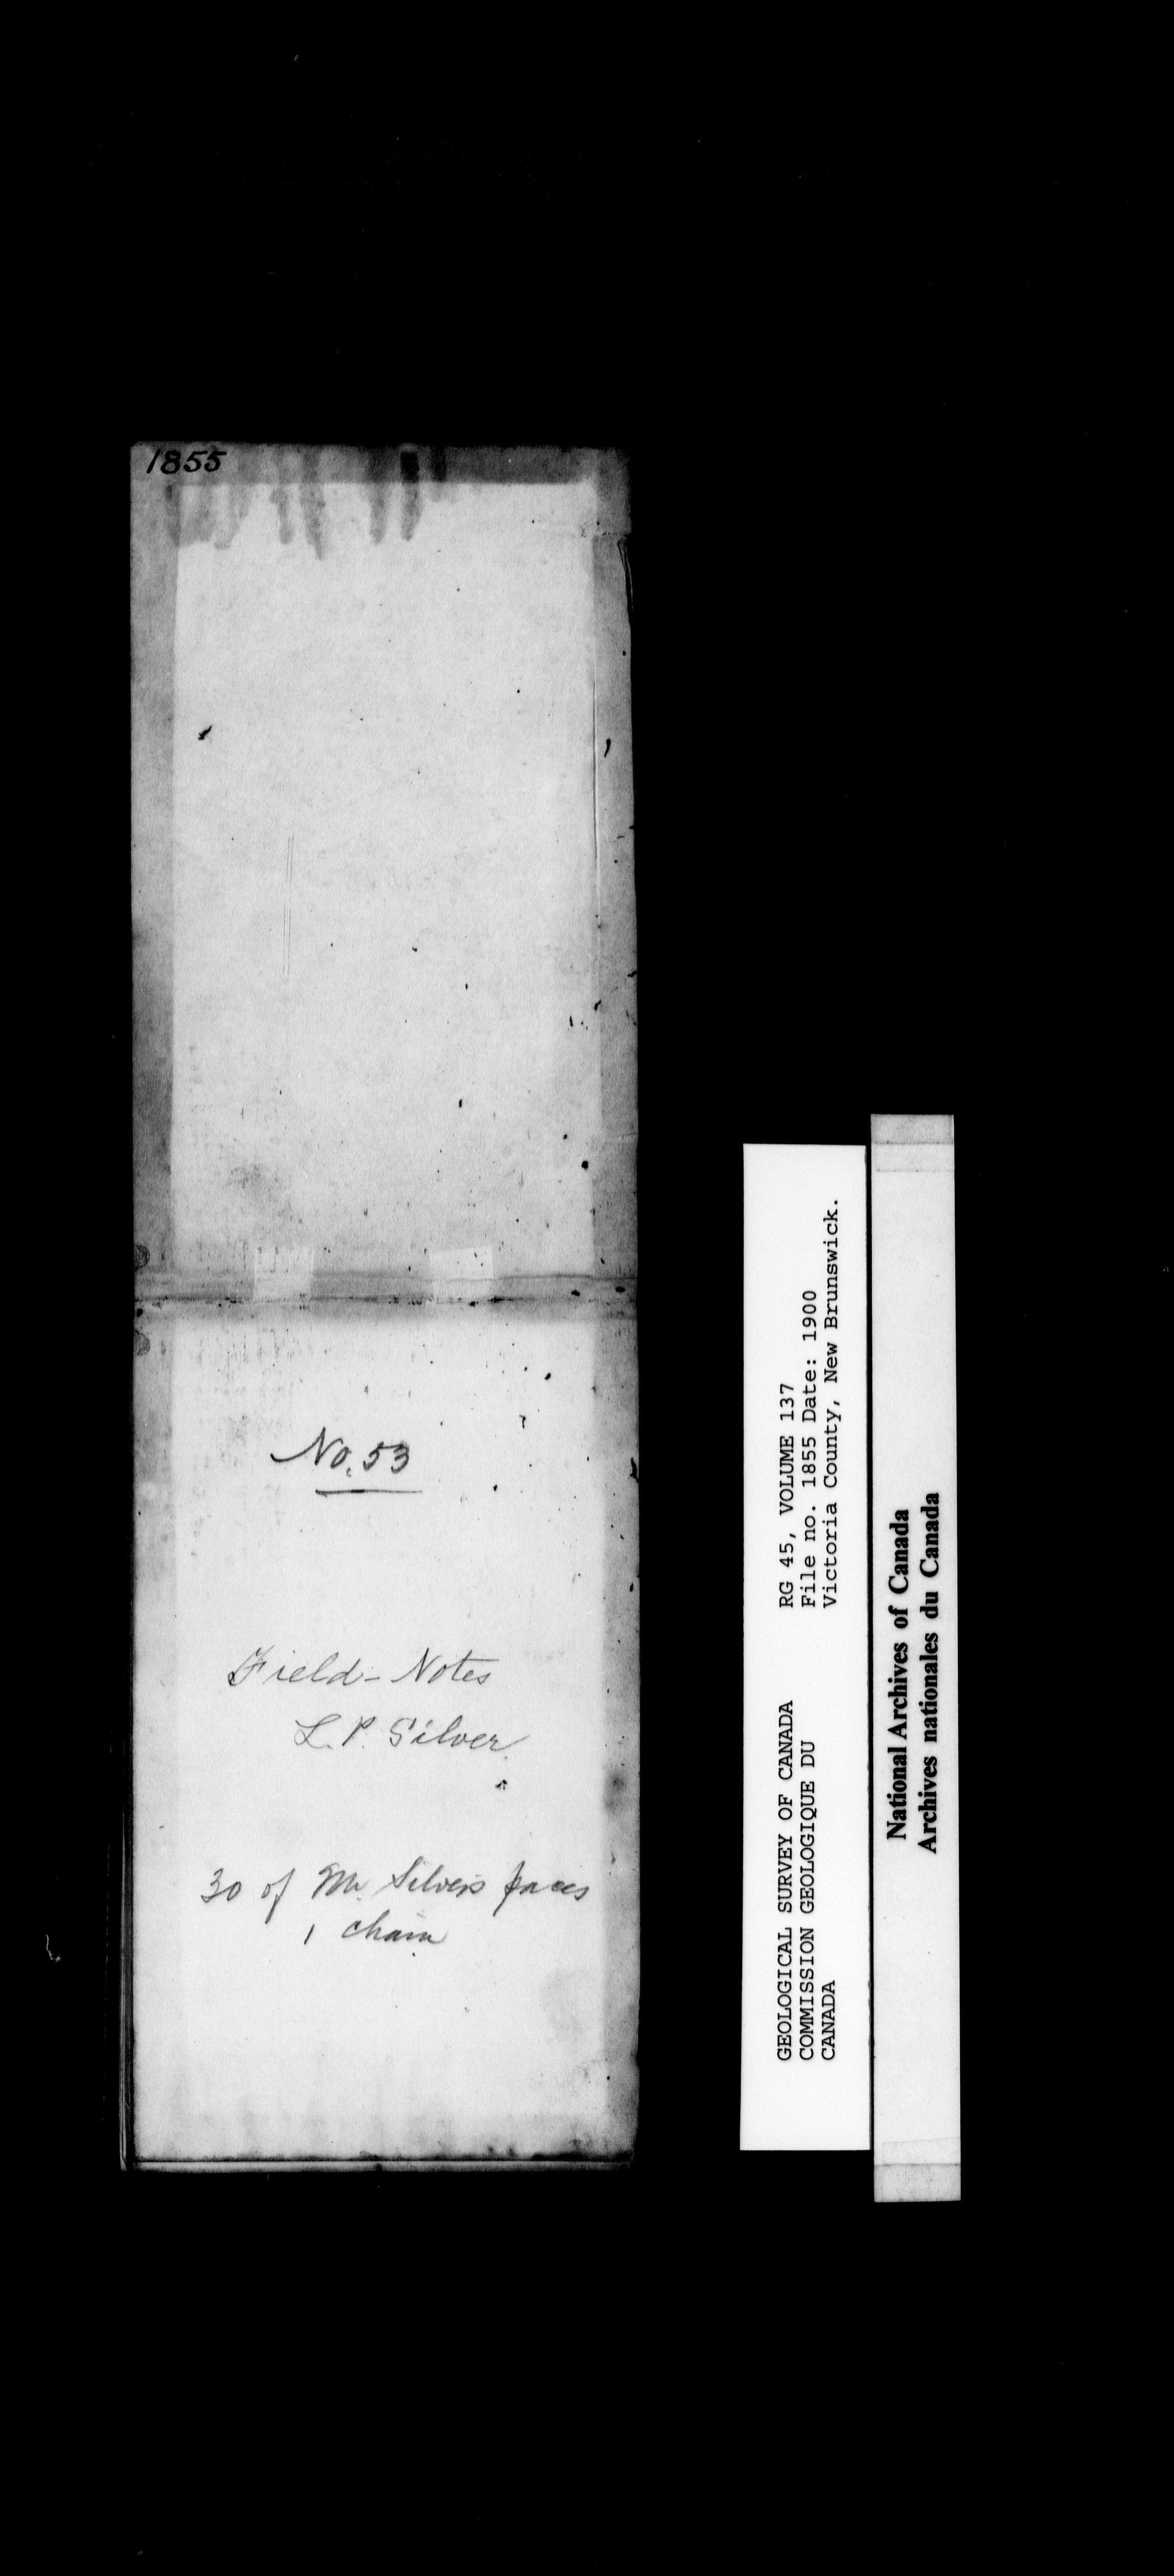 1855
No. 53
Field-Notes
L. P. Silver
30 of Mr. Silvers paces
1 chain
GEOLOGICAL SURVEY OF CANADA
COMMISSION GEOLOGIQUE DU
CANADA
RG 45, VOLUME 137
File no. 1855 Date: 1900
Victoria County, New Brunswick.
National Archives of Canada
Archives nationales du Canada